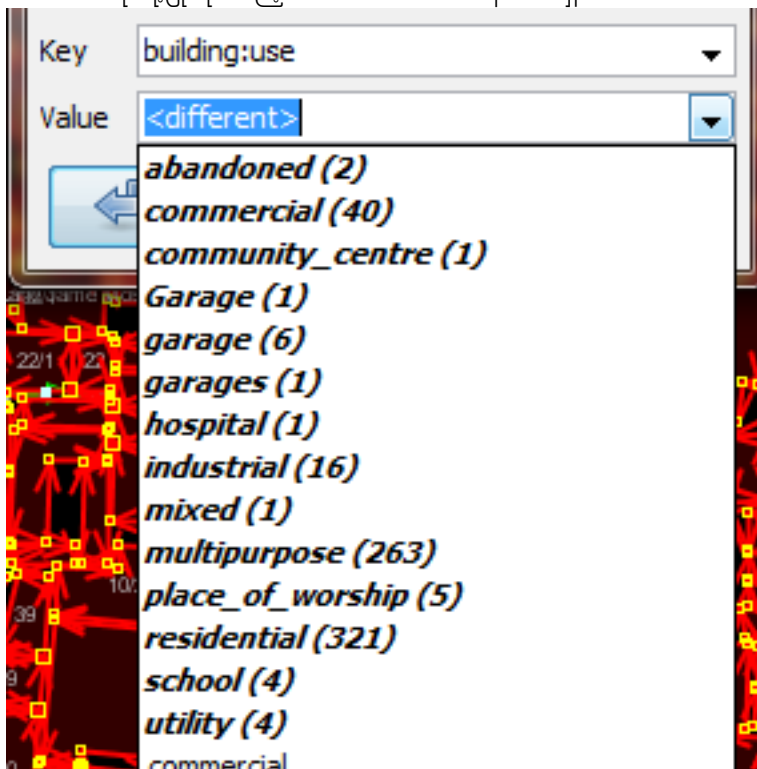 Key building:use
Value <different>
abandoned (2)
commercial (40)
community_centre (1)
Garage (1)
garage (6)
garages (1)
hospital (1)
industrial (16)
mixed (1)
multipurpose (263)
place_of_worship (5)
residential (321)
school (4)
utility (4)
commercial
22/1
22
39